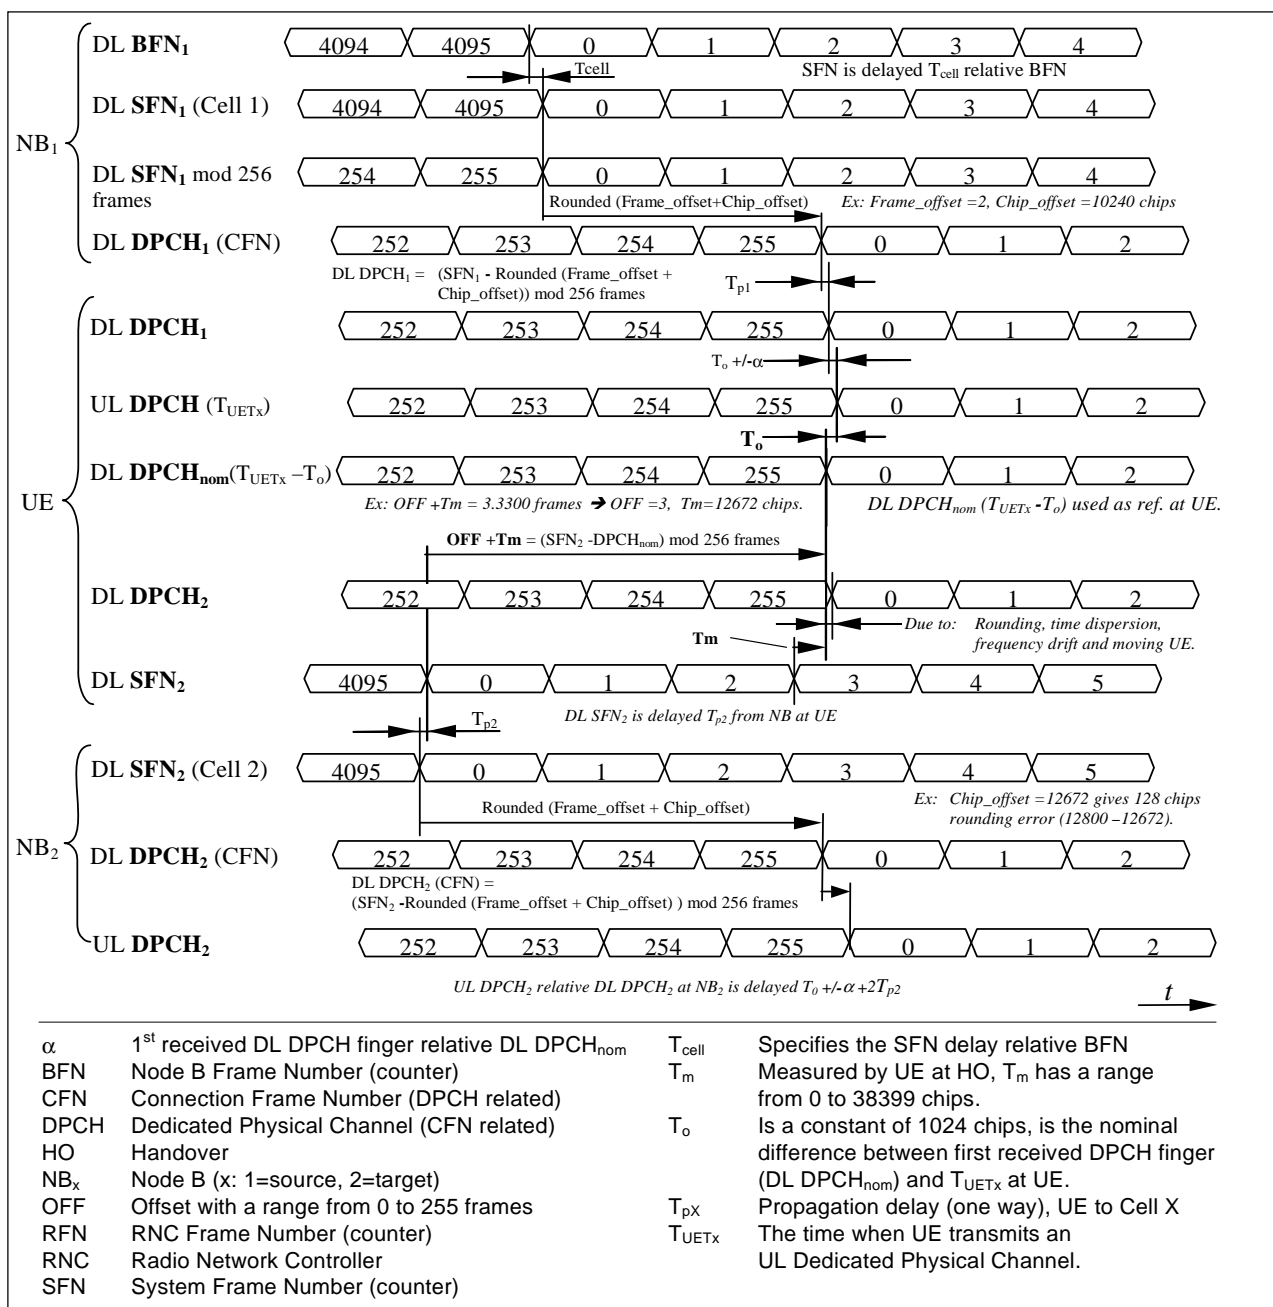 DL BFN1 4094 4095 0 1 2 3 4
Tcell SFN is delayed Tcell relative BFN
DL SFN1 (Cell 1) 4094 4095 0 1 2 3 4
NB1
DL SFN1 mod 256 frames 254 255 0 1 2 3 4
Rounded (Frame_offset+Chip_offset) Ex: Frame_offset =2, Chip_offset =10240 chips
DL DPCH1 (CFN) 252 253 254 255 0 1 2
DL DPCH1 = (SFN1 - Rounded (Frame_offset +
Chip_offset)) mod 256 frames
Tp1
DL DPCH1 252 253 254 255 0 1 2
To +/-α
UL DPCH (TUETx) 252 253 254 255 0 1 2
To
DL DPCHnom(TUETx –To) 252 253 254 255 0 1 2
UE
Ex: OFF +Tm = 3.3300 frames ➔ OFF =3, Tm=12672 chips. DL DPCHnom (TUETx -To) used as ref. at UE.
OFF +Tm = (SFN2 -DPCHnom) mod 256 frames
DL DPCH2 252 253 254 255 0 1 2
Due to: Rounding, time dispersion,
frequency drift and moving UE.
Tm
DL SFN2 4095 0 1 2 3 4 5
DL SFN2 is delayed Tp2 from NB at UE
Tp2
DL SFN2 (Cell 2) 4095 0 1 2 3 4 5
Rounded (Frame_offset + Chip_offset) Ex: Chip_offset =12672 gives 128 chips
rounding error (12800 –12672).
NB2
DL DPCH2 (CFN) 252 253 254 255 0 1 2
DL DPCH2 (CFN) =
(SFN2 -Rounded (Frame_offset + Chip_offset) ) mod 256 frames
UL DPCH2 252 253 254 255 0 1 2
UL DPCH2 relative DL DPCH2 at NB2 is delayed T0 +/-α +2Tp2
t
α 1st received DL DPCH finger relative DL DPCHnom
BFN Node B Frame Number (counter)
CFN Connection Frame Number (DPCH related)
DPCH Dedicated Physical Channel (CFN related)
HO Handover
NBx Node B (x: 1=source, 2=target)
OFF Offset with a range from 0 to 255 frames
RFN RNC Frame Number (counter)
RNC Radio Network Controller
SFN System Frame Number (counter)
Tcell Specifies the SFN delay relative BFN
Tm Measured by UE at HO, Tm has a range
from 0 to 38399 chips.
To Is a constant of 1024 chips, is the nominal
difference between first received DPCH finger
(DL DPCHnom) and TUETx at UE.
TpX Propagation delay (one way), UE to Cell X
TUETx The time when UE transmits an
UL Dedicated Physical Channel.